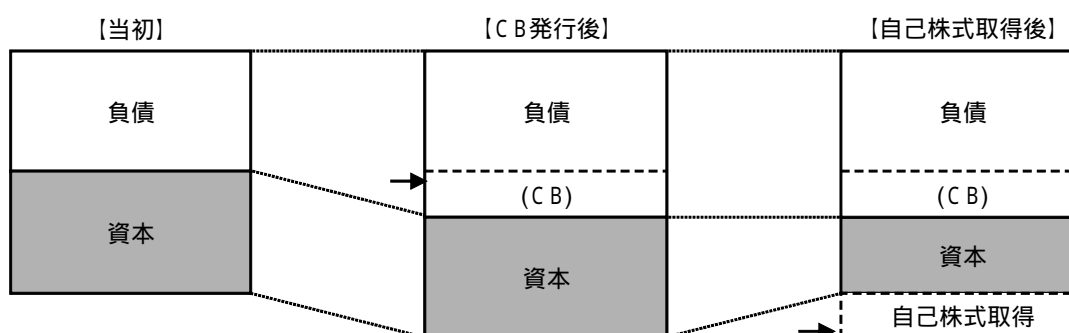 【当初】
【CB発行後】
【自己株式取得後】
負債
負債
負債
(CB)
(CB)
資本
資本
資本
自己株式取得